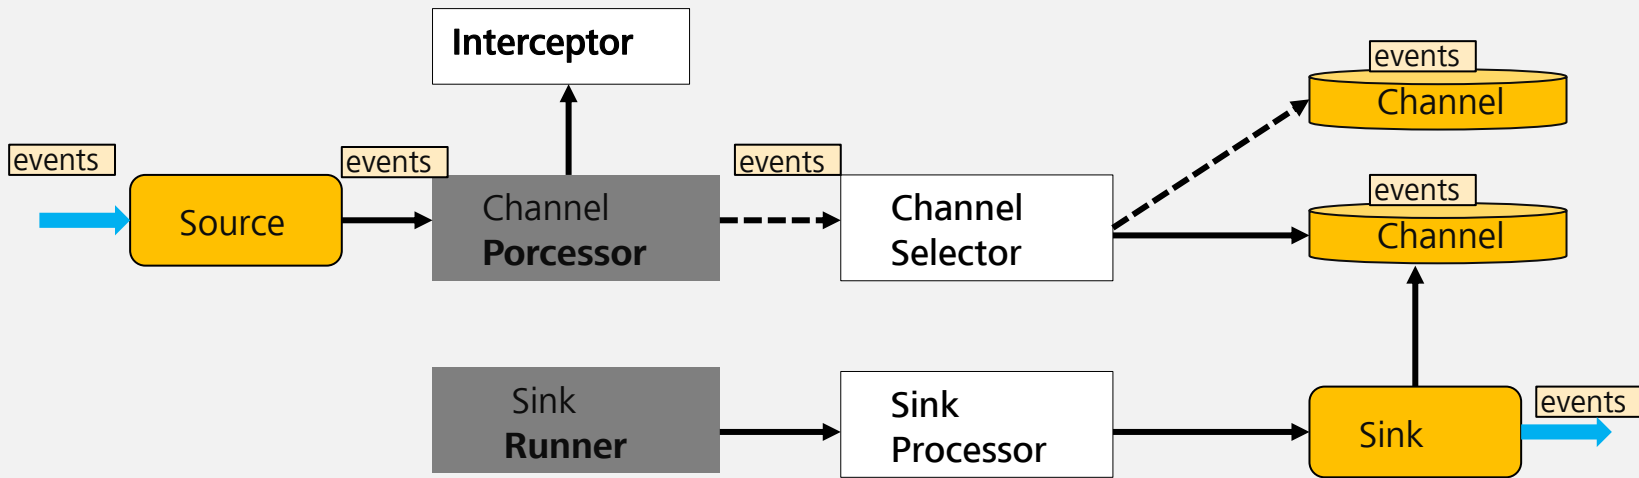 Interceptor
events
Channel
events
events
events
events
Source
Channel
Porcessor
Channel
Selector
Channel
Sink
Runner
Sink
Processor
Sink
events